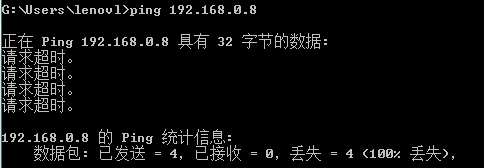 G:\Users\lenovl>ping 192.168.0.8
正在 Ping 192.168.0.8 具有 32 字节的数据:
请求超时。
请求超时。
请求超时。
请求超时。
192.168.0.8 的 Ping 统计信息:
数据包: 已发送 = 4, 已接收 = 0, 丢失 = 4 (100% 丢失),